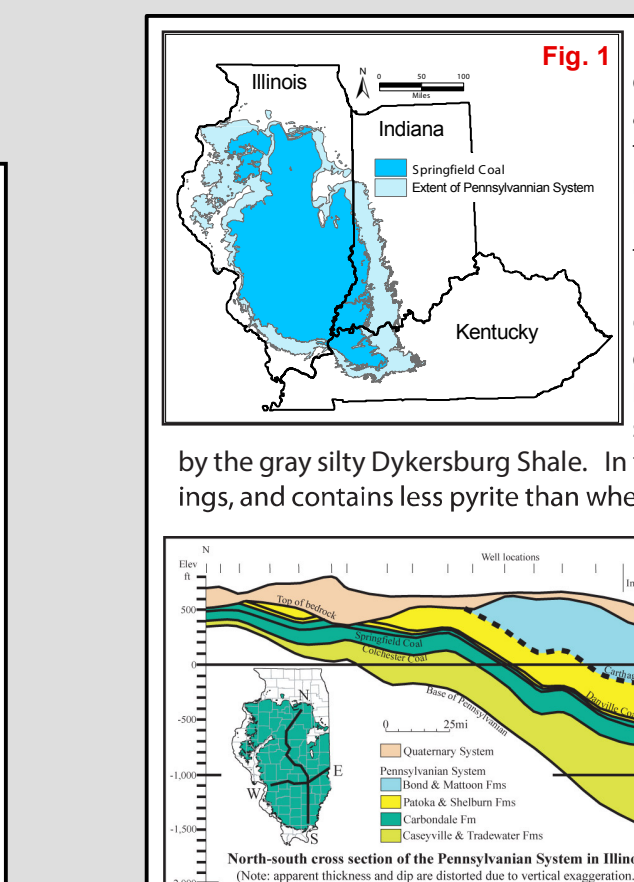 Fig. 1
Illinois
N
0 50 100
Miles
Indiana
Springfield Coal
Extent of Pennsylvannian System
Kentucky
by the gray silty Dykersburg Shale. In
ings, and contains less pyrite than
N
Elev
ft
Well locations
500
0
-500
-1,000
-1,500
Top of bedrock
Springfield Coal
Colchester Coal
Base of Pennsylvanian
Danville
N
E
W
S
0 25mi
Quaternary System
Pennsylvanian System
Bond & Mattoon Fms
Patoka & Shelburn Fms
Carbondale Fm
Caseyville & Tradewater Fms
North-south cross section of the Pennsylvanian System in
(Note: apparent thickness and dip are distorted due to vertical exaggeration.